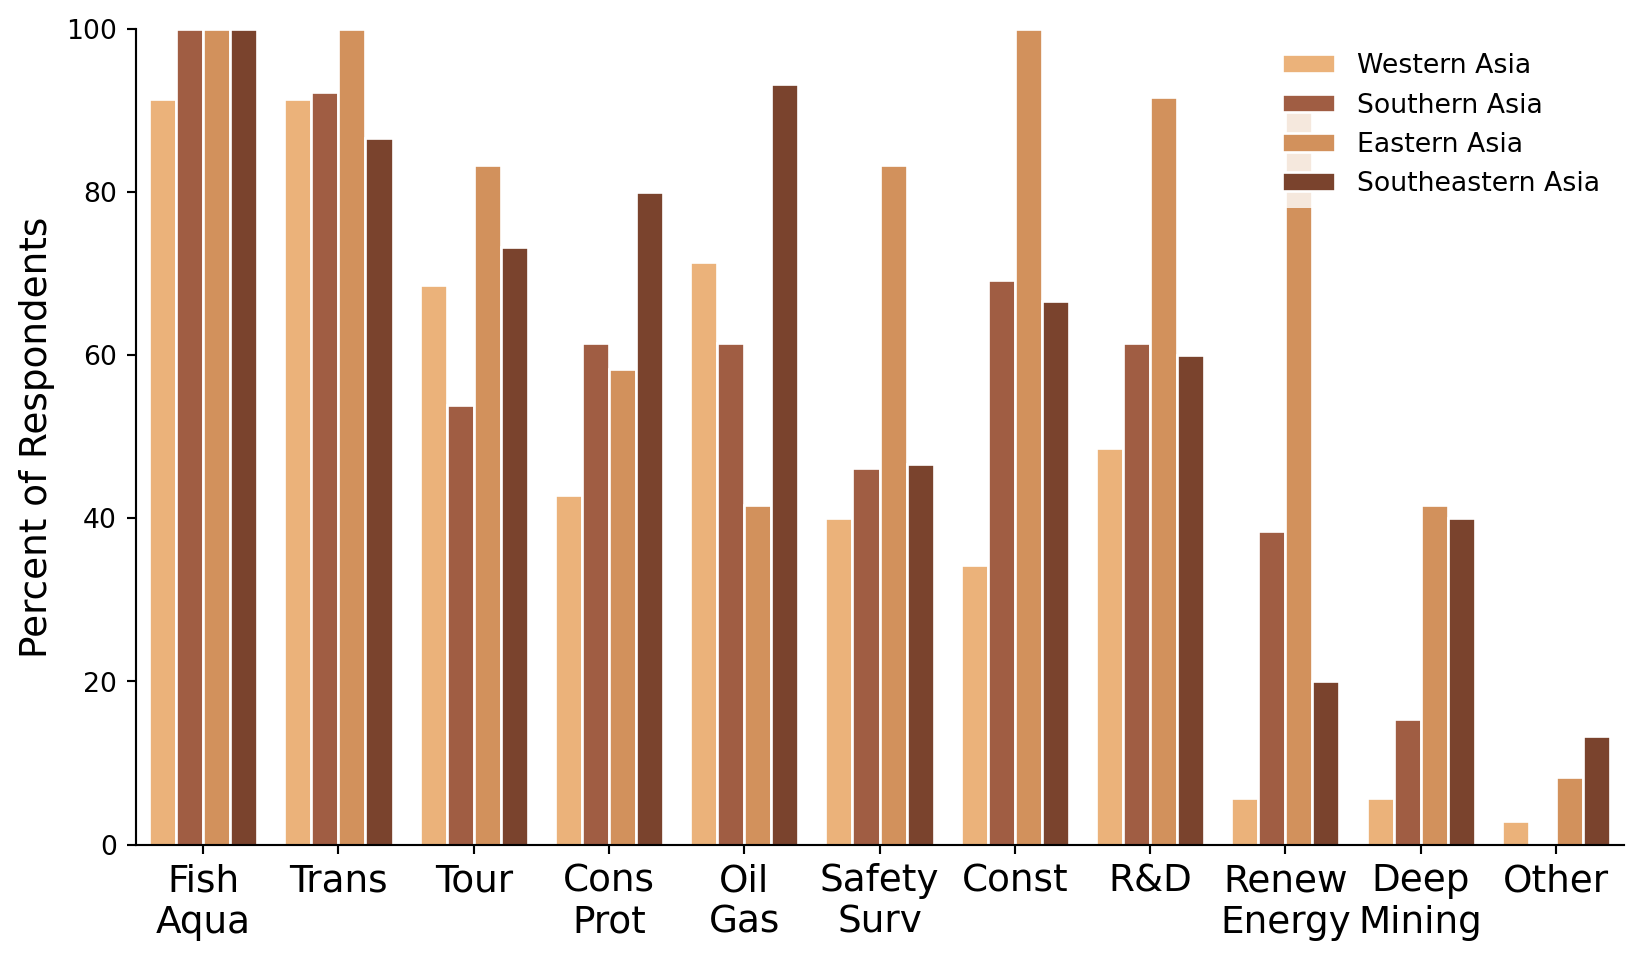 100
80
60
40
20
0
Percent of Respondents
Western Asia
Southern Asia
Eastern Asia
Southeastern Asia
Fish
Aqua
Trans
Tour
Cons
Prot
Oil
Gas
Safety
Surv
Const
R&D
Renew
Energy
Deep
Mining
Other